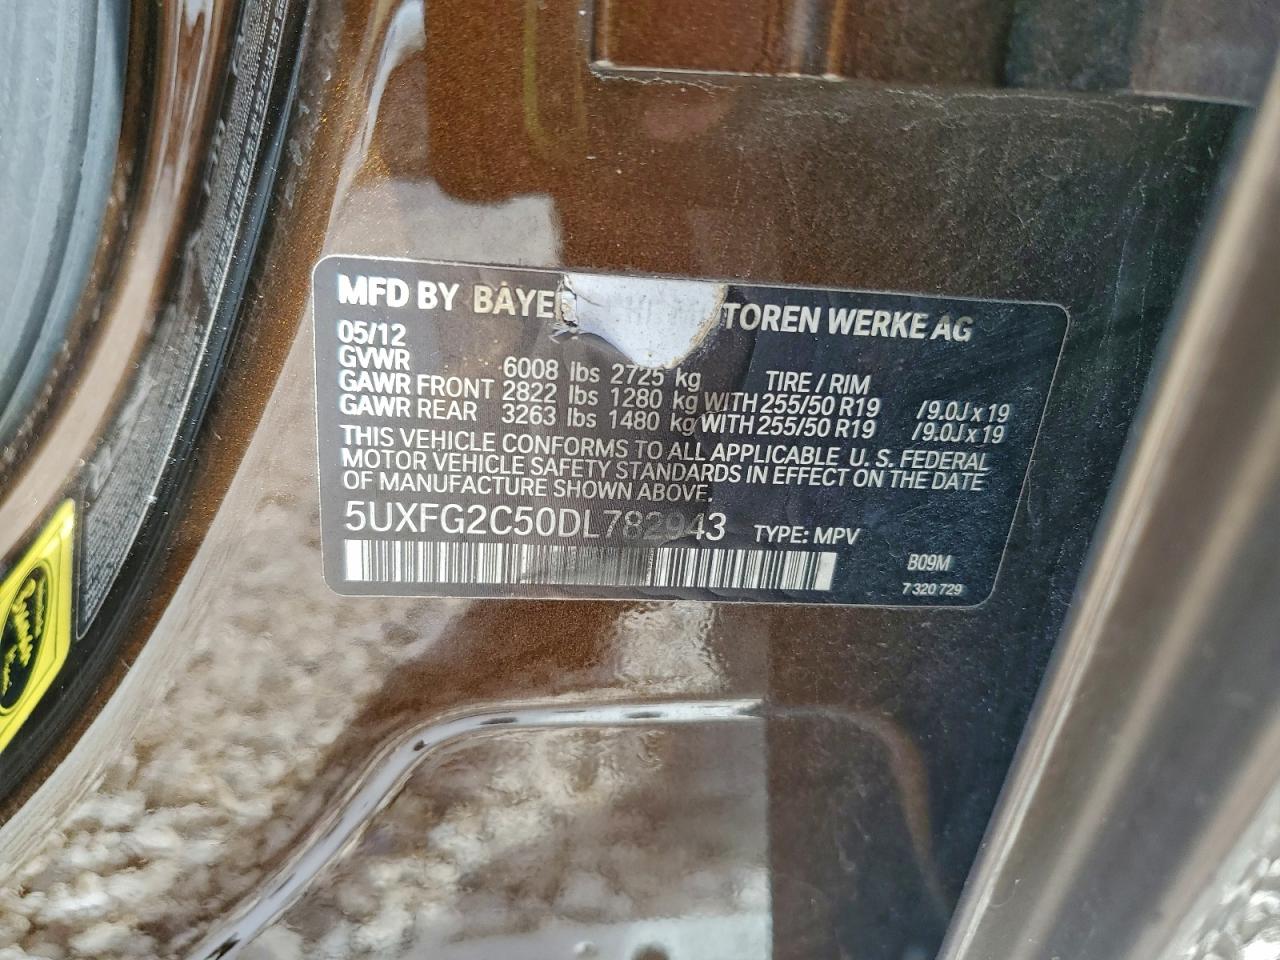 MFD BY BAYE TOREN WERKE AG
05/12
GVWR 6008 lbs 2725 kg TIRE / RIM
GAWR FRONT 2822 lbs 1280 kg WITH 255/50 R19 /9.0J x 19
GAWR REAR 3263 lbs 1480 kg WITH 255/50 R19 /9.0J x 19
THIS VEHICLE CONFORMS TO ALL APPLICABLE U. S. FEDERAL
MOTOR VEHICLE SAFETY STANDARDS IN EFFECT ON THE DATE
OF MANUFACTURE SHOWN ABOVE.
5UXFG2C50DL782943 TYPE: MPV
B09M
7 320 729